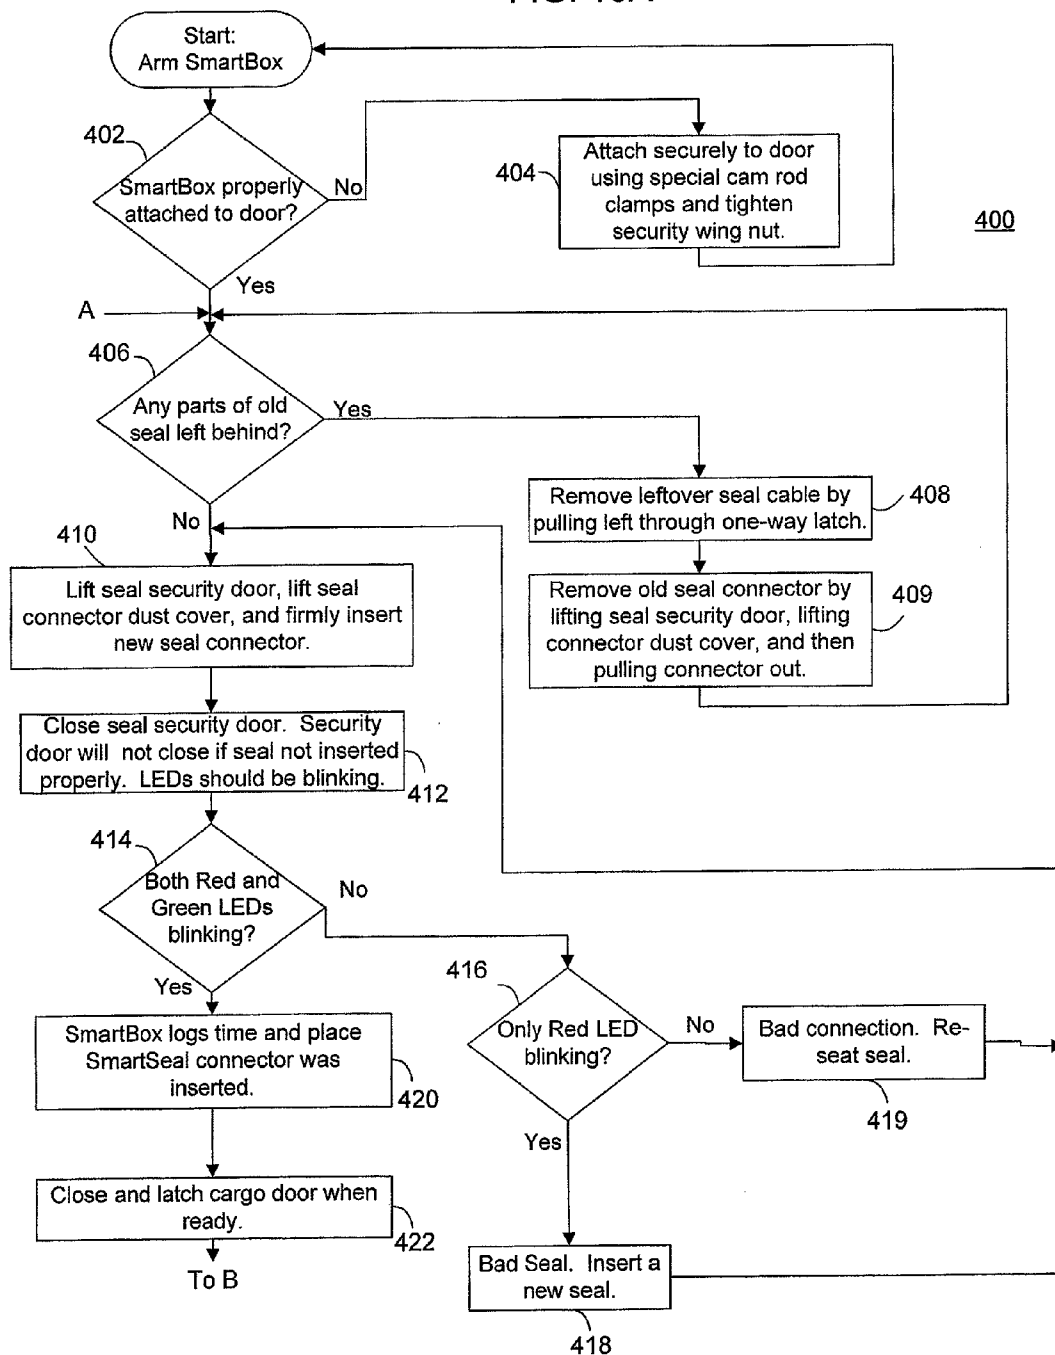 Start:
Arm SmartBox
402
SmartBox properly
attached to door?
No
404
Attach securely to door
using special cam rod
clamps and tighten
security wing nut.
400
Yes
A
406
Any parts of old
seal left behind?
Yes
Remove leftover seal cable by
pulling left through one-way latch.
408
No
410
Lift seal security door, lift seal
connector dust cover, and firmly insert
new seal connector.
Remove old seal connector by
lifting seal security door, lifting
connector dust cover, and then
pulling connector out.
409
Close seal security door. Security
door will not close if seal not inserted
properly. LEDs should be blinking.
412
414
Both Red and
Green LEDs
blinking?
No
Yes
416
Only Red LED
blinking?
No
Bad connection. Re-
seat seal.
419
SmartBox logs time and place
SmartSeal connector was
inserted.
420
Yes
Close and latch cargo door when
ready.
422
To B
Bad Seal. Insert a
new seal.
418